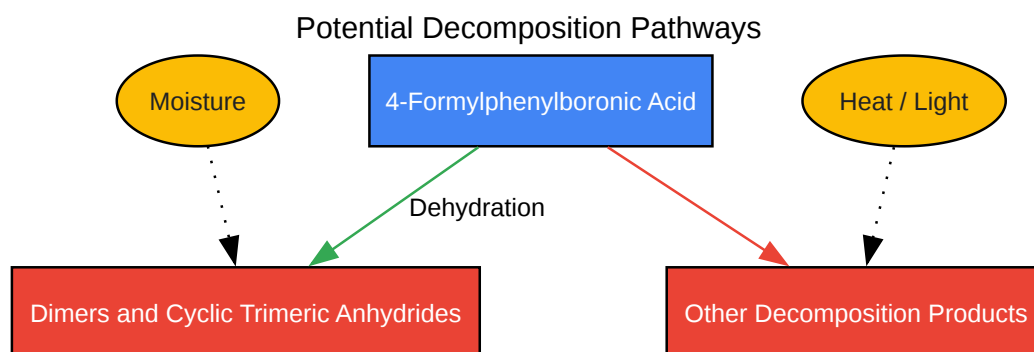 Potential Decomposition Pathways
Moisture
4-Formylphenylboronic Acid
Heat / Light
Dehydration
Dimers and Cyclic Trimeric Anhydrides
Other Decomposition Products